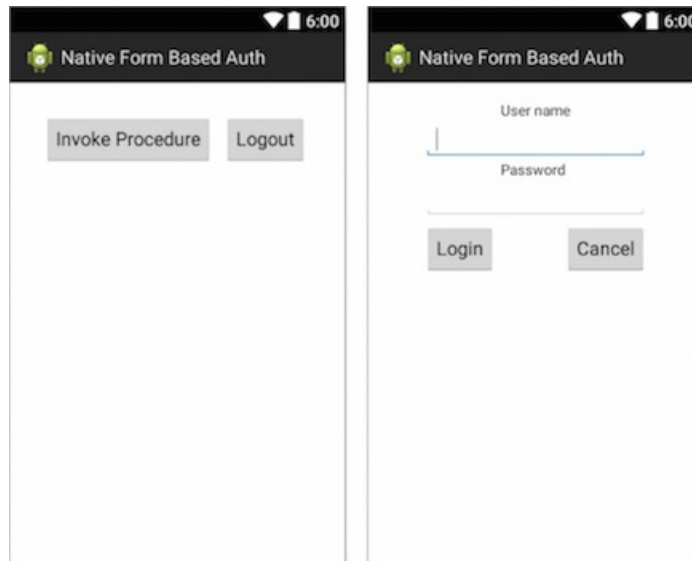 6:00
Native Form Based Auth
Invoke Procedure Logout
6:00
Native Form Based Auth
User name
Password
Login Cancel